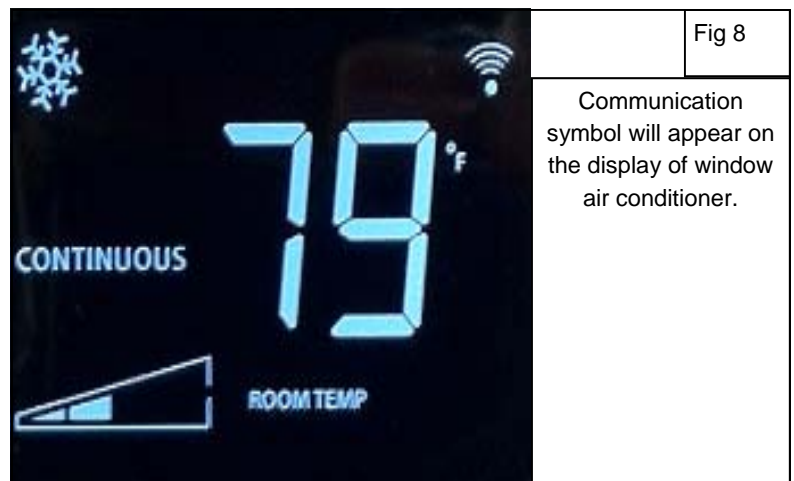 79 °F
CONTINUOUS
ROOM TEMP
Fig 8
Communication
symbol will appear on
the display of window
air conditioner.